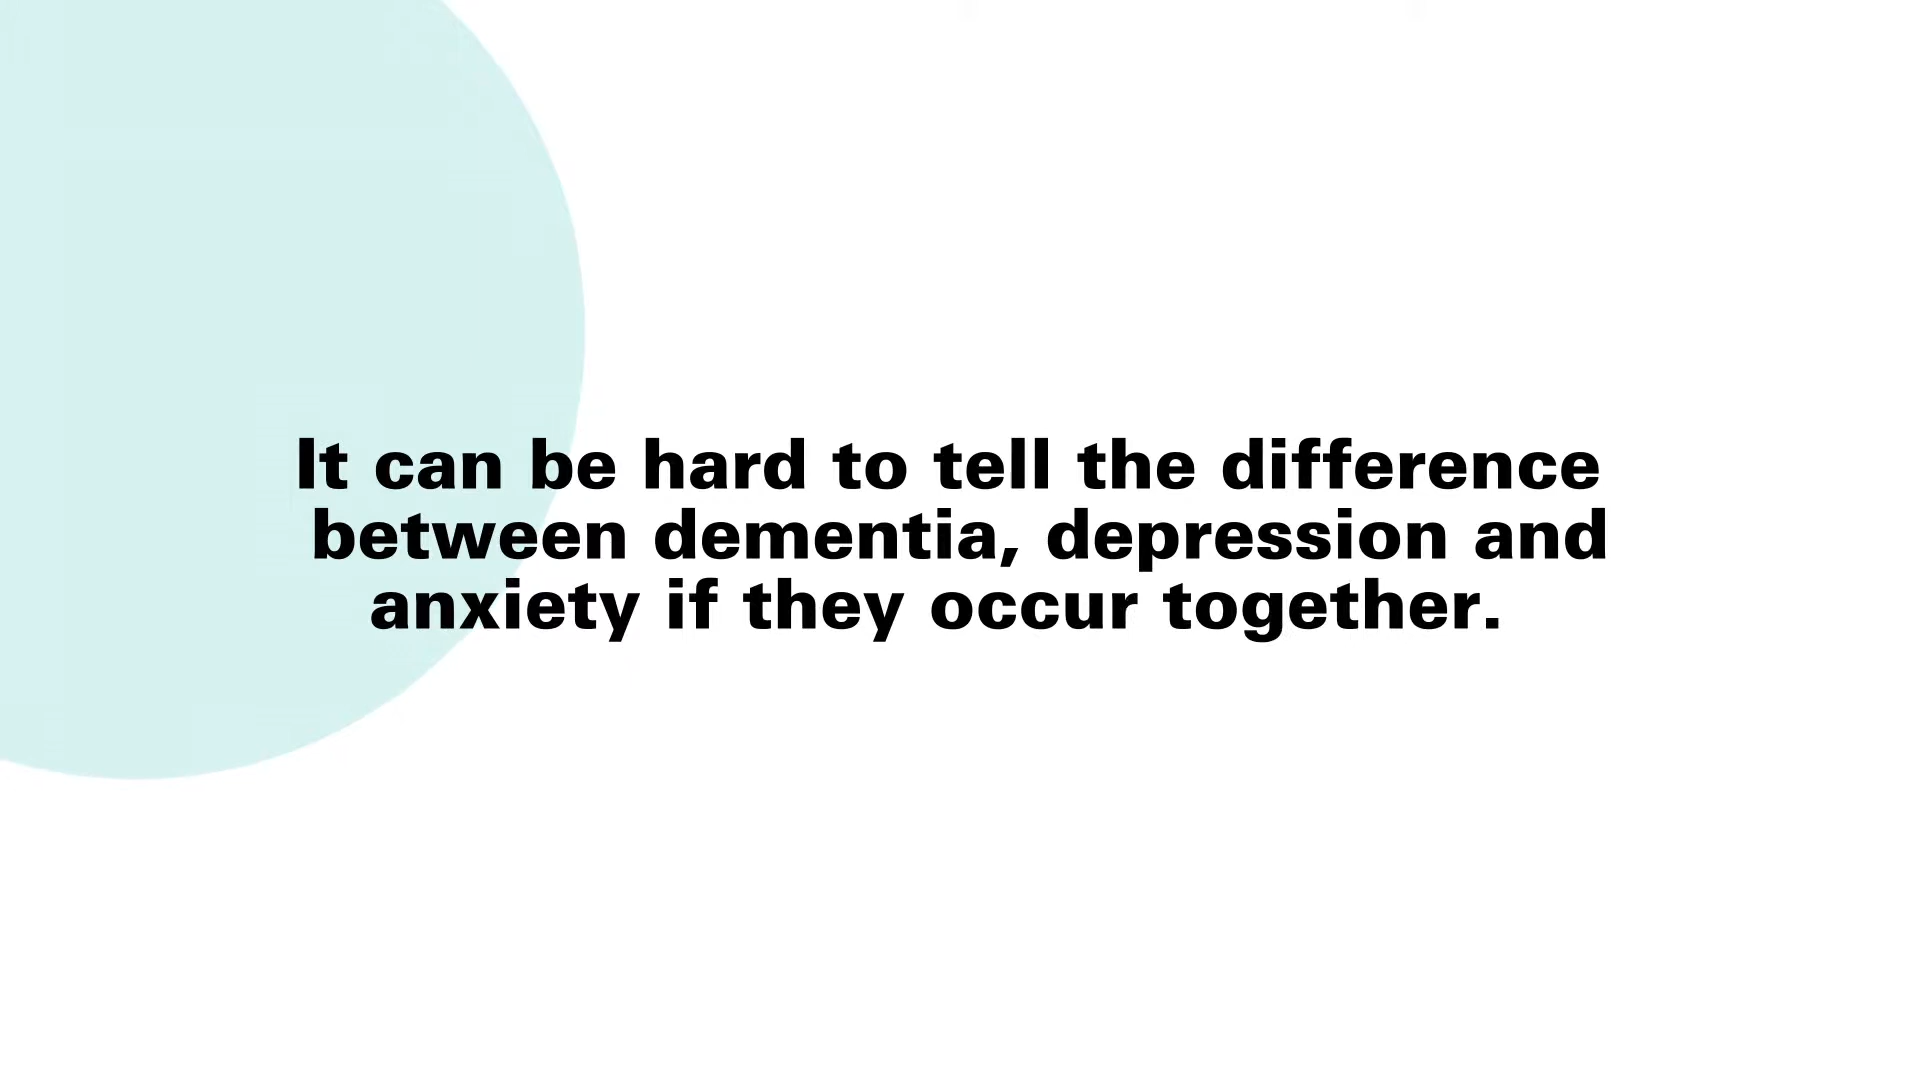 It can be hard to tell the difference
between dementia, depression and
anxiety if they occur together.